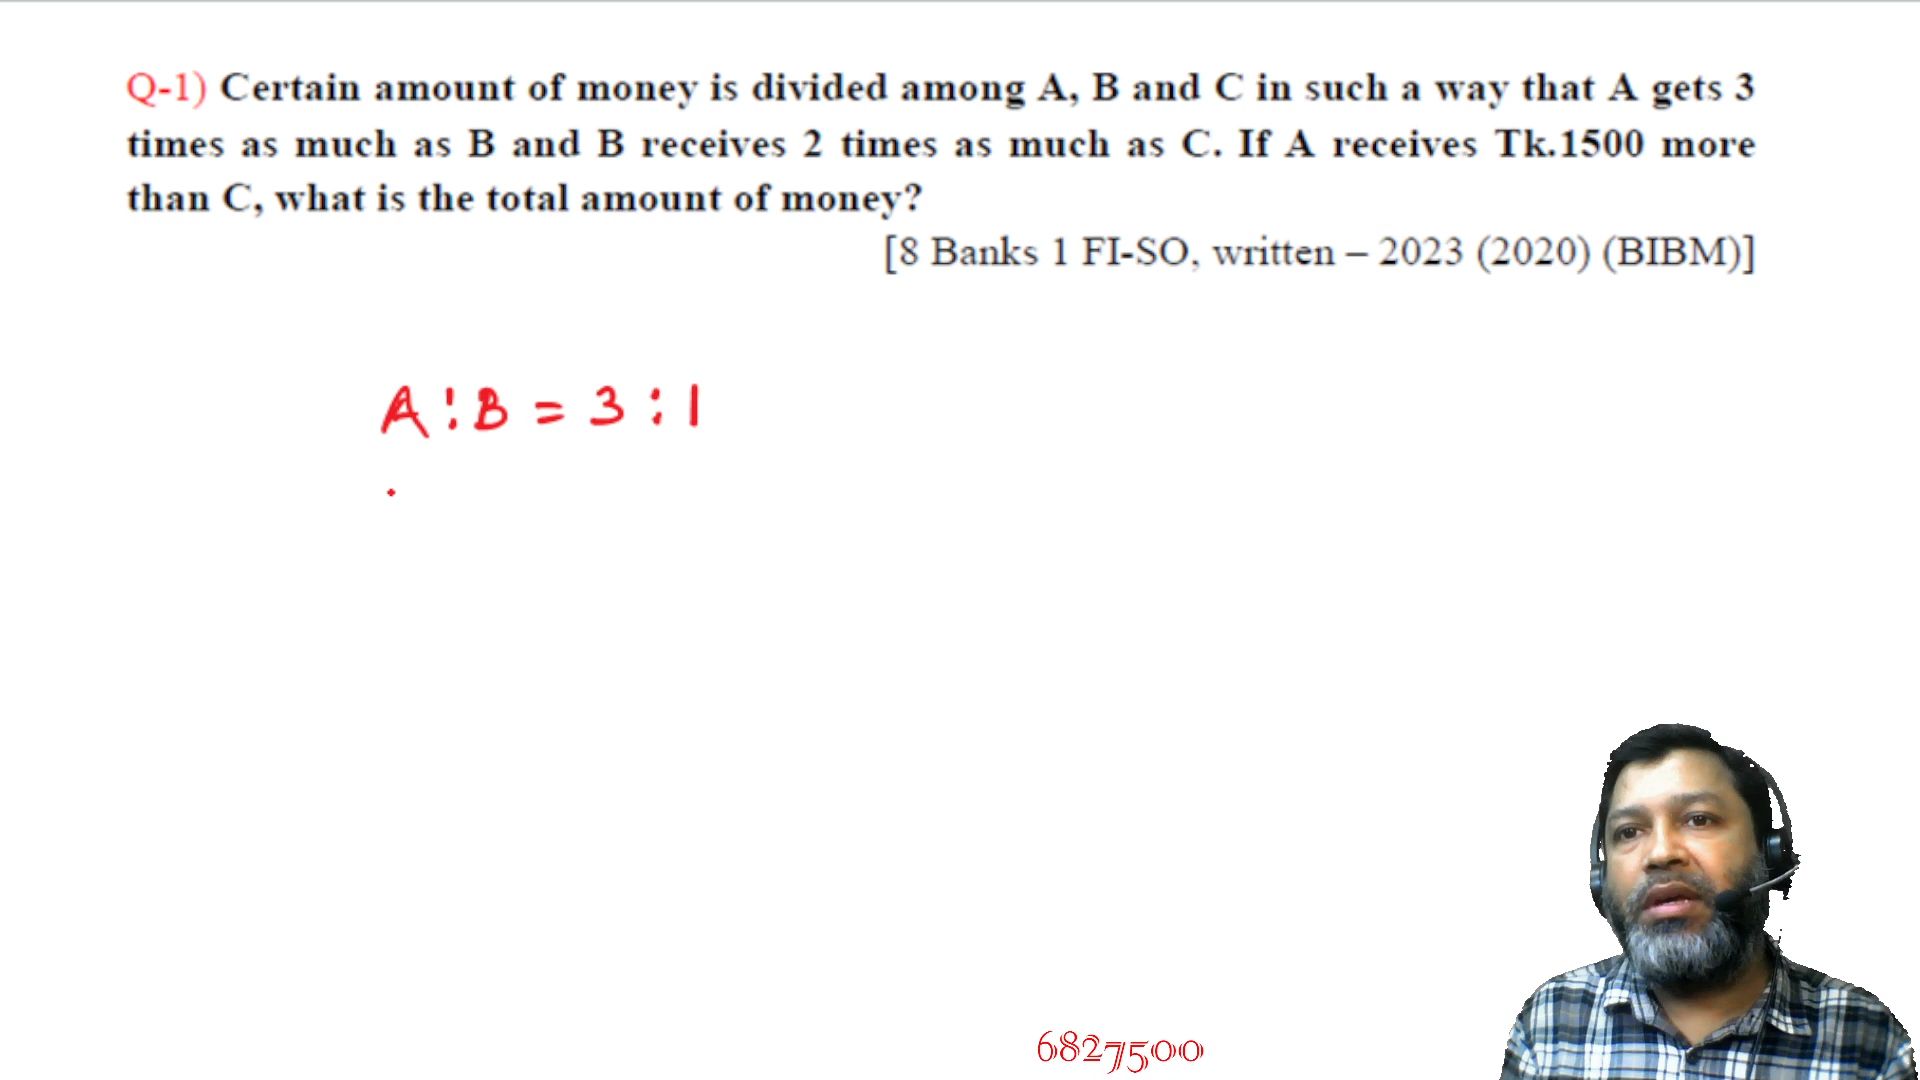 Q-1) Certain amount of money is divided among A, B and C in such a way that A gets 3
times as much as B and B receives 2 times as much as C. If A receives Tk.1500 more
than C, what is the total amount of money?
[8 Banks 1 FI-SO, written – 2023 (2020) (BIBM)]
A : B = 3 : 1
6827500